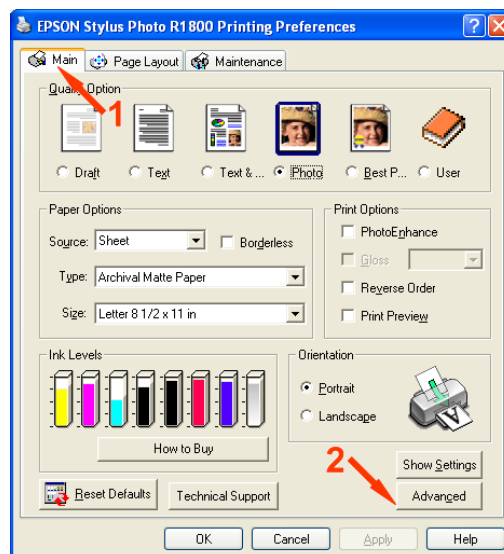 EPSON Stylus Photo R1800 Printing Preferences
Main Page Layout Maintenance
1
Quality Option
Draft Text Text & ... Photo Best P... User
Paper Options
Source: Sheet Borderless
Type: Archival Matte Paper
Size: Letter 8 1/2 x 11 in
Print Options
PhotoEnhance
Gloss
Reverse Order
Print Preview
Ink Levels
How to Buy
Orientation
Portrait
Landscape
A
2
Show Settings
Reset Defaults Technical Support Advanced
OK Cancel Apply Help